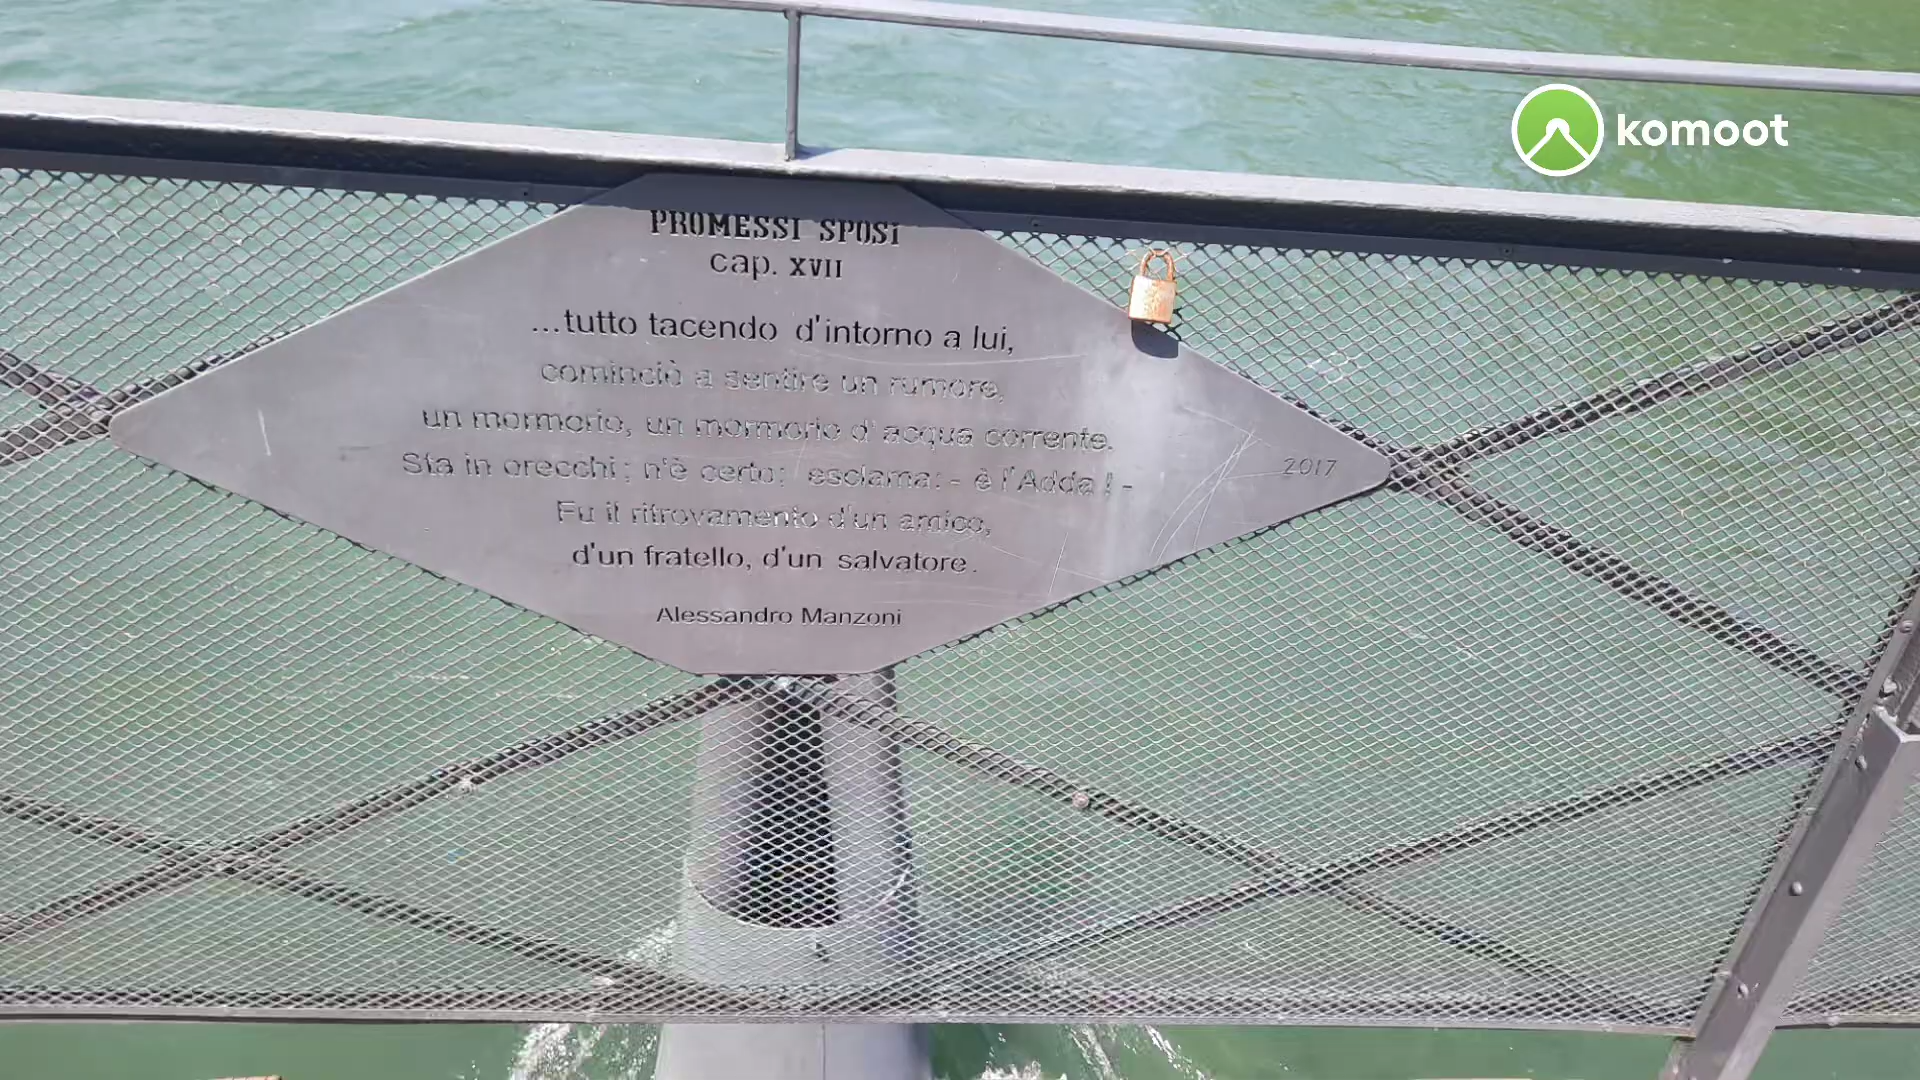 komoot
PROMESSI SPOSI
cap. XVII
...tutto tacendo d'intorno a lui,
cominciò a sentire un rumore,
un mormorio, un mormorio d'acqua corrente.
Sta in orecchi; n'è certo; esclama: - è l'Adda! -
Fu il ritrovamento d'un amico,
d'un fratello, d'un salvatore.
Alessandro Manzoni
2017